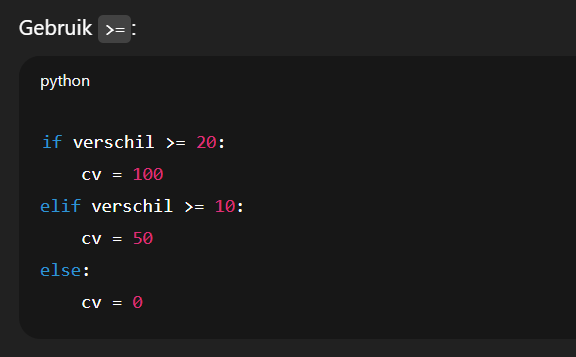 Gebruik >=:
python
if verschil >= 20:
    cv = 100
elif verschil >= 10:
    cv = 50
else:
    cv = 0